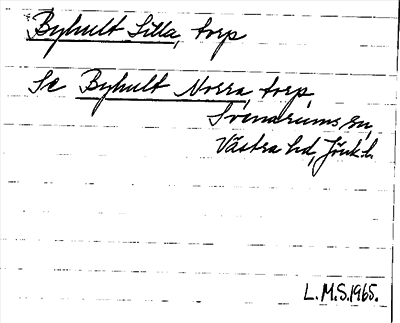 Byhult Lilla, torp
Se Byhult Norra, torp
Svenarums sn,
Västra hd, Jönk.l.
L.M.S.1965.